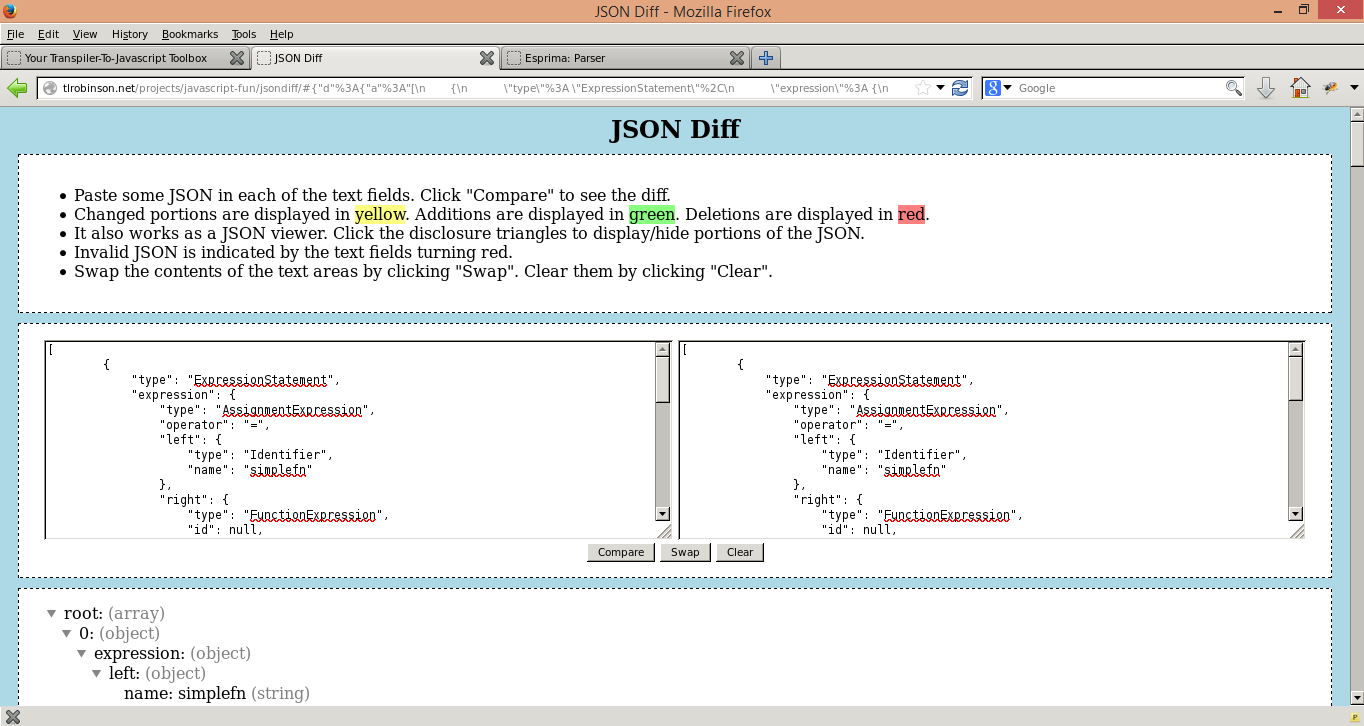 JSON Diff - Mozilla Firefox
File Edit View History Bookmarks Tools Help
Your Transpiler-To-Javascript Toolbox JSON Diff Esprima: Parser
tlrobinson.net/projects/javascript-fun/jsondiff/#{"d"%3A{"a"%3A"[\n {\n \"type\"%3A \"ExpressionStatement\"%2C\n \"expression\"%3A {\n 8 Google
JSON Diff
• Paste some JSON in each of the text fields. Click "Compare" to see the diff.
• Changed portions are displayed in yellow. Additions are displayed in green. Deletions are displayed in red.
• It also works as a JSON viewer. Click the disclosure triangles to display/hide portions of the JSON.
• Invalid JSON is indicated by the text fields turning red.
• Swap the contents of the text areas by clicking "Swap". Clear them by clicking "Clear".
[
{
"type": "ExpressionStatement",
"expression": {
"type": "AssignmentExpression",
"operator": "=",
"left": {
"type": "Identifier",
"name": "simplefn"
},
"right": {
"type": "FunctionExpression",
"id": null,
[
{
"type": "ExpressionStatement",
"expression": {
"type": "AssignmentExpression",
"operator": "=",
"left": {
"type": "Identifier",
"name": "simplefn"
},
"right": {
"type": "FunctionExpression",
"id": null,
Compare Swap Clear
root: (array)
0: (object)
expression: (object)
left: (object)
name: simplefn (string)
P